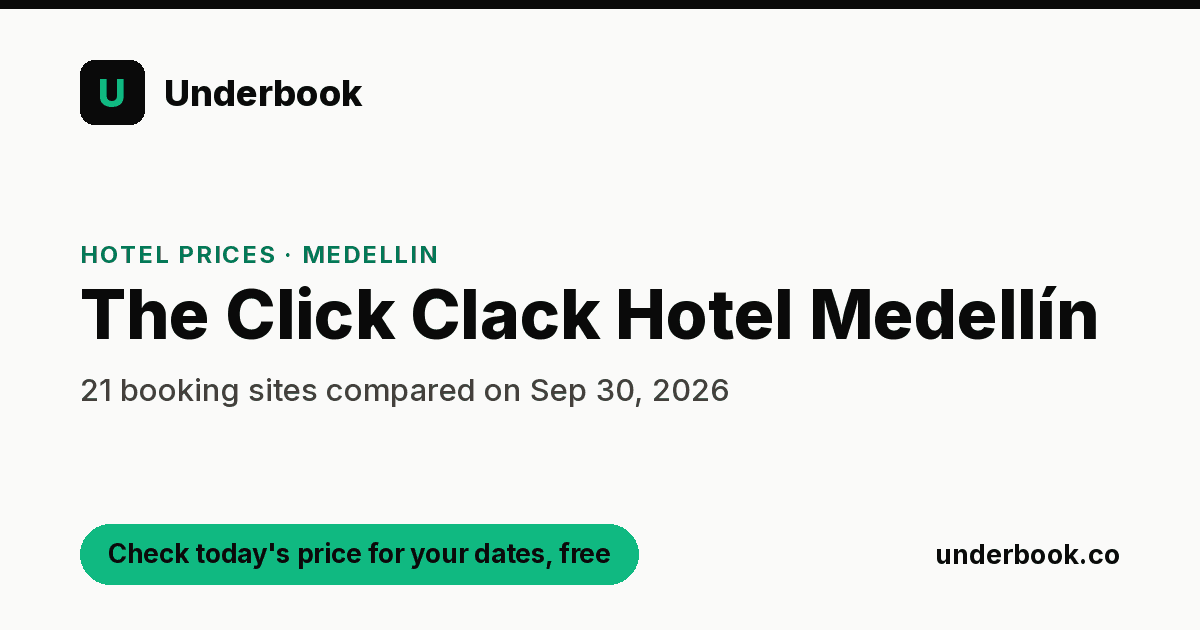 U Underbook
HOTEL PRICES · MEDELLIN
The Click Clack Hotel Medellín
21 booking sites compared on Sep 30, 2026
Check today's price for your dates, free
underbook.co